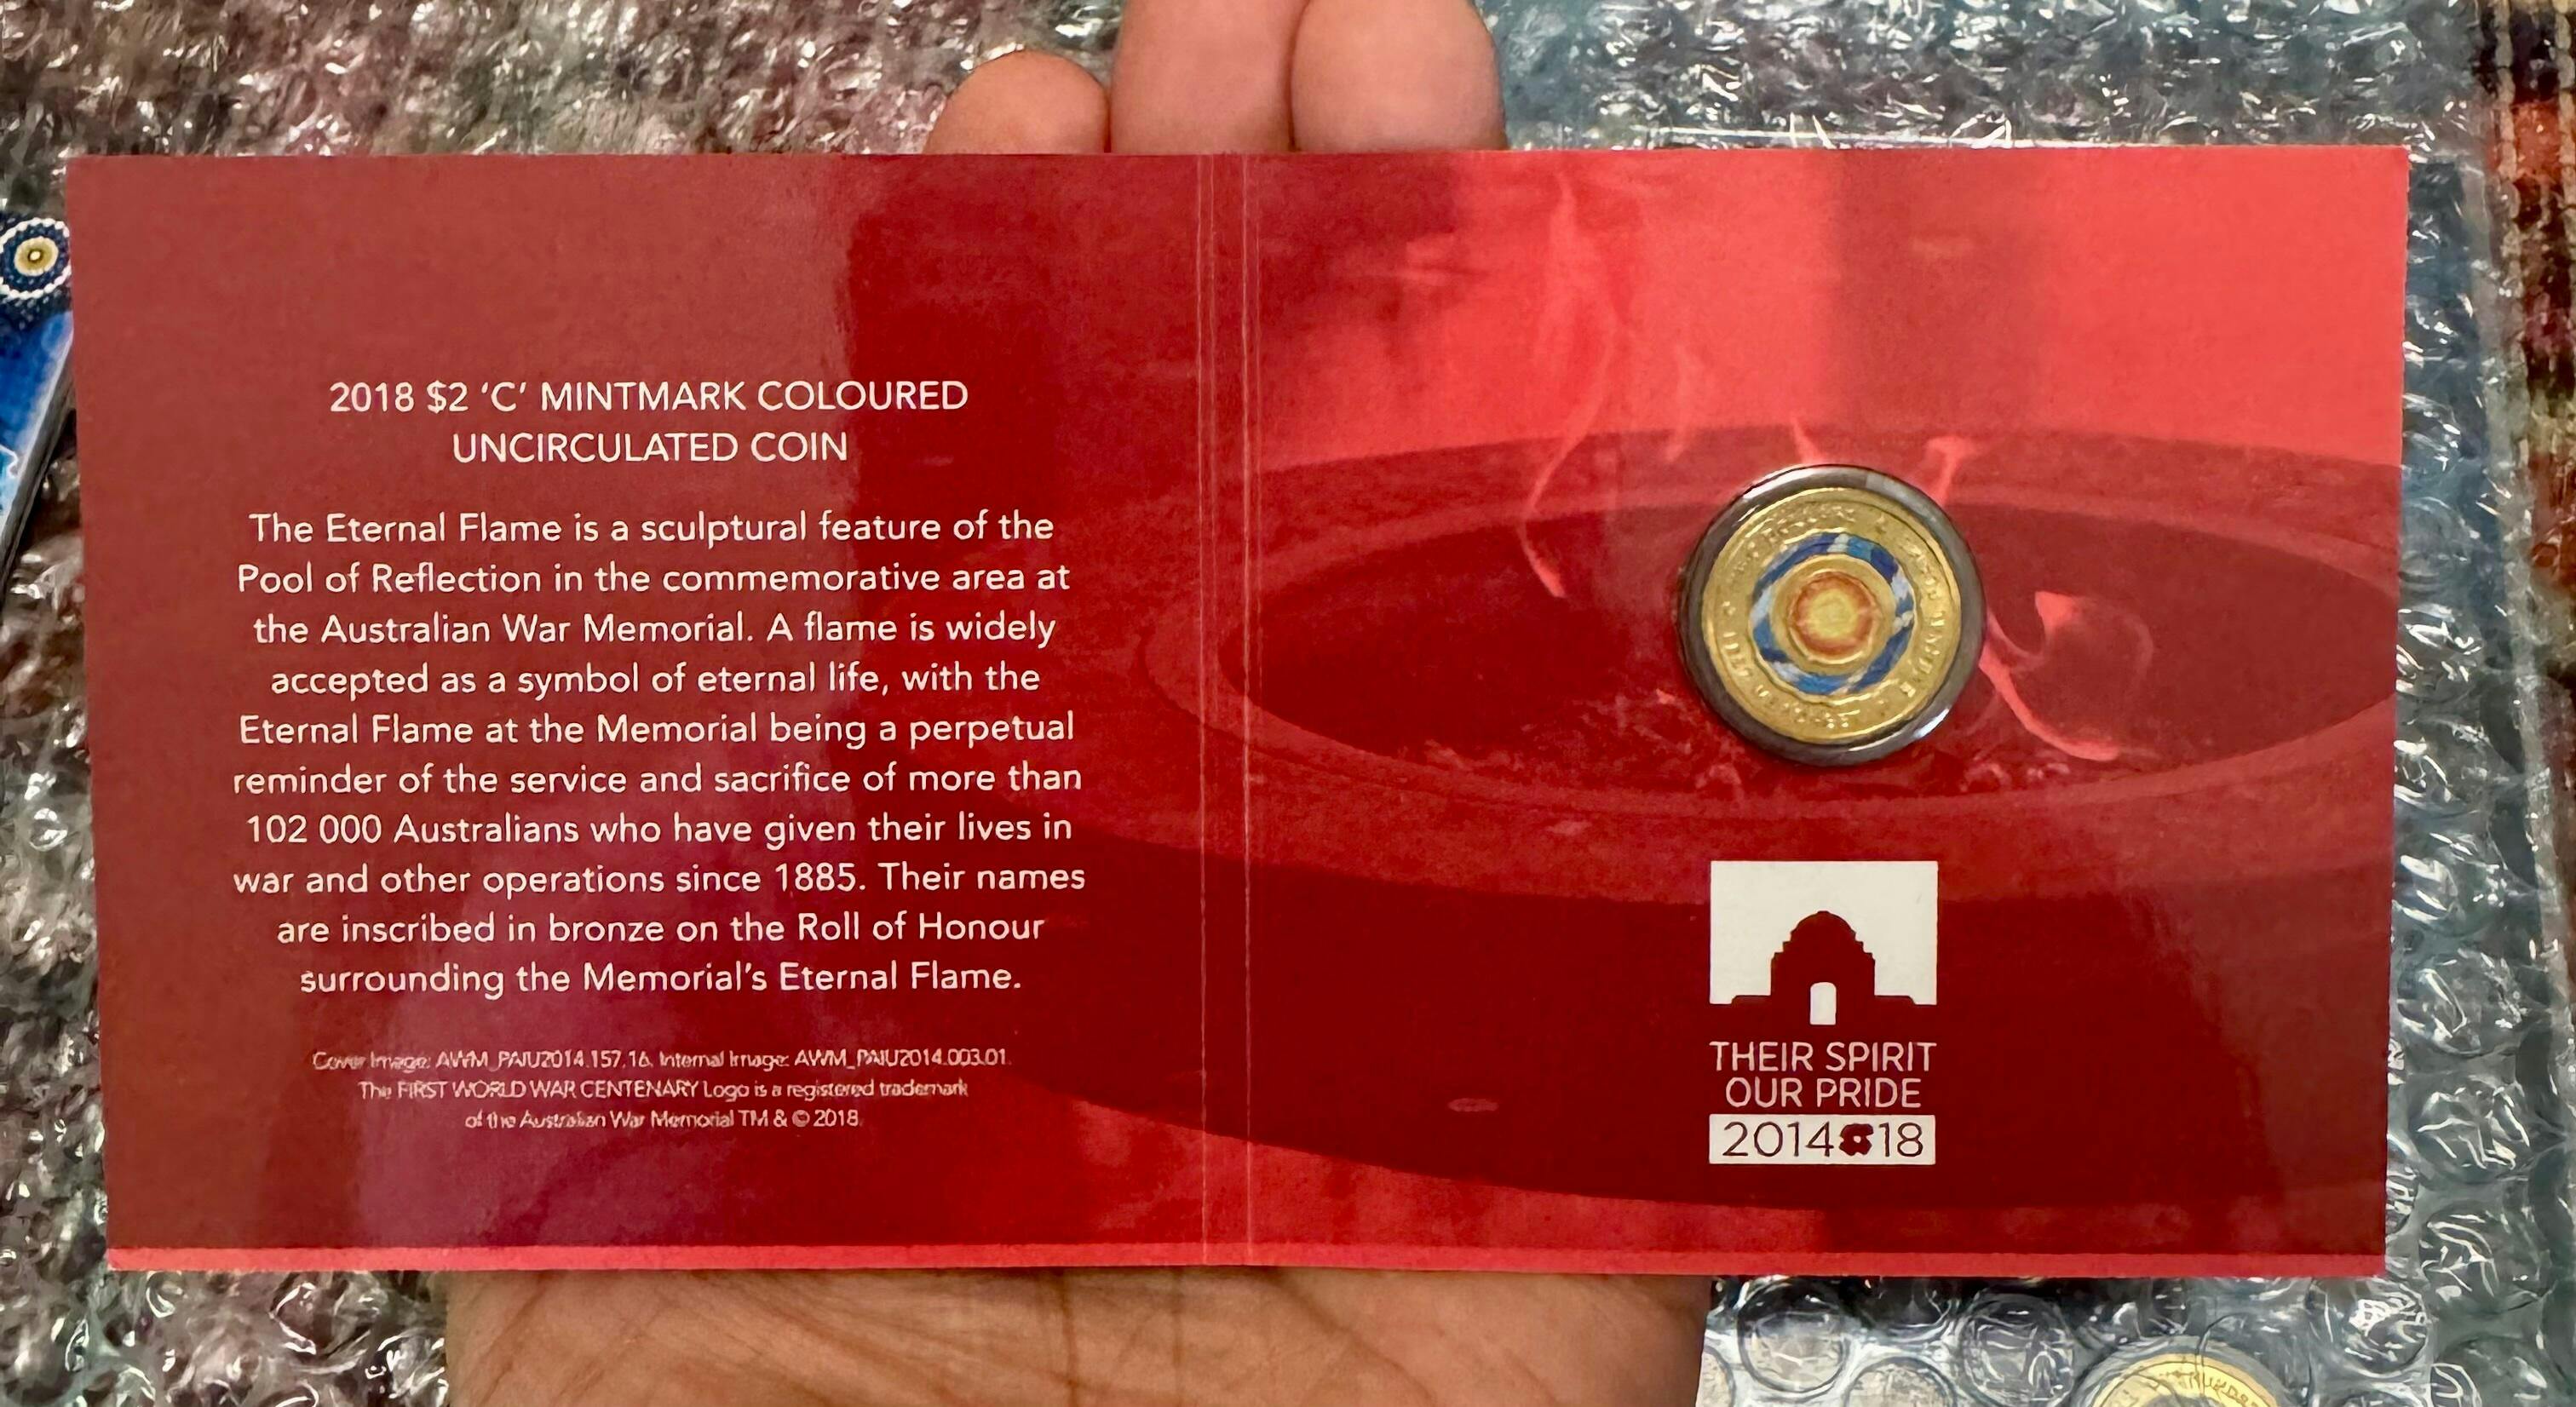 2018 $2 'C' MINTMARK COLOURED
UNCIRCULATED COIN
The Eternal Flame is a sculptural feature of the
Pool of Reflection in the commemorative area at
the Australian War Memorial. A flame is widely
accepted as a symbol of eternal life, with the
Eternal Flame at the Memorial being a perpetual
reminder of the service and sacrifice of more than
102 000 Australians who have given their lives in
war and other operations since 1885. Their names
are inscribed in bronze on the Roll of Honour
surrounding the Memorial's Eternal Flame.
Cover Image: AWM_PAIU2014.157.16. Internal Image: AWM_PAIU2014.003.01.
The FIRST WORLD WAR CENTENARY Logo is a registered trademark
of the Australian War Memorial TM & © 2018.
THEIR SPIRIT
OUR PRIDE
2014 18